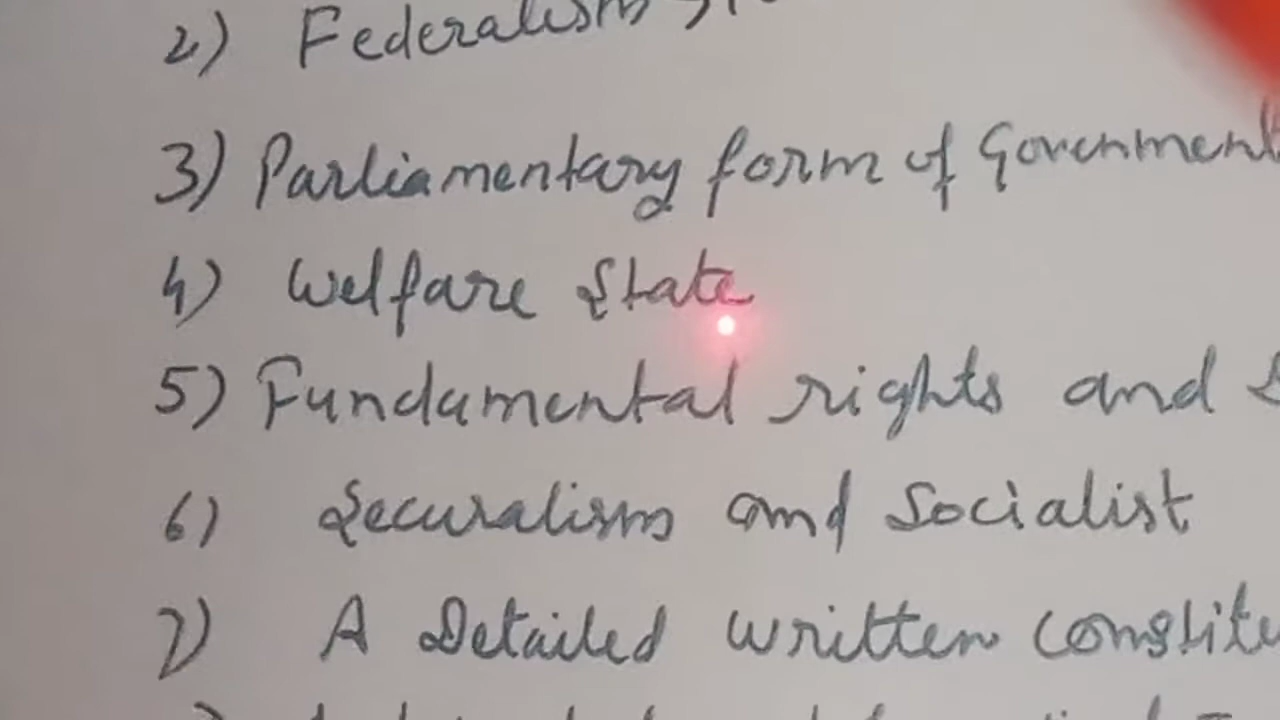 2) Federalism
3) Parliamentary form of Government
4) Welfare State
5) Fundamental rights and
6) Securalism and Socialist
7) A Detailed written